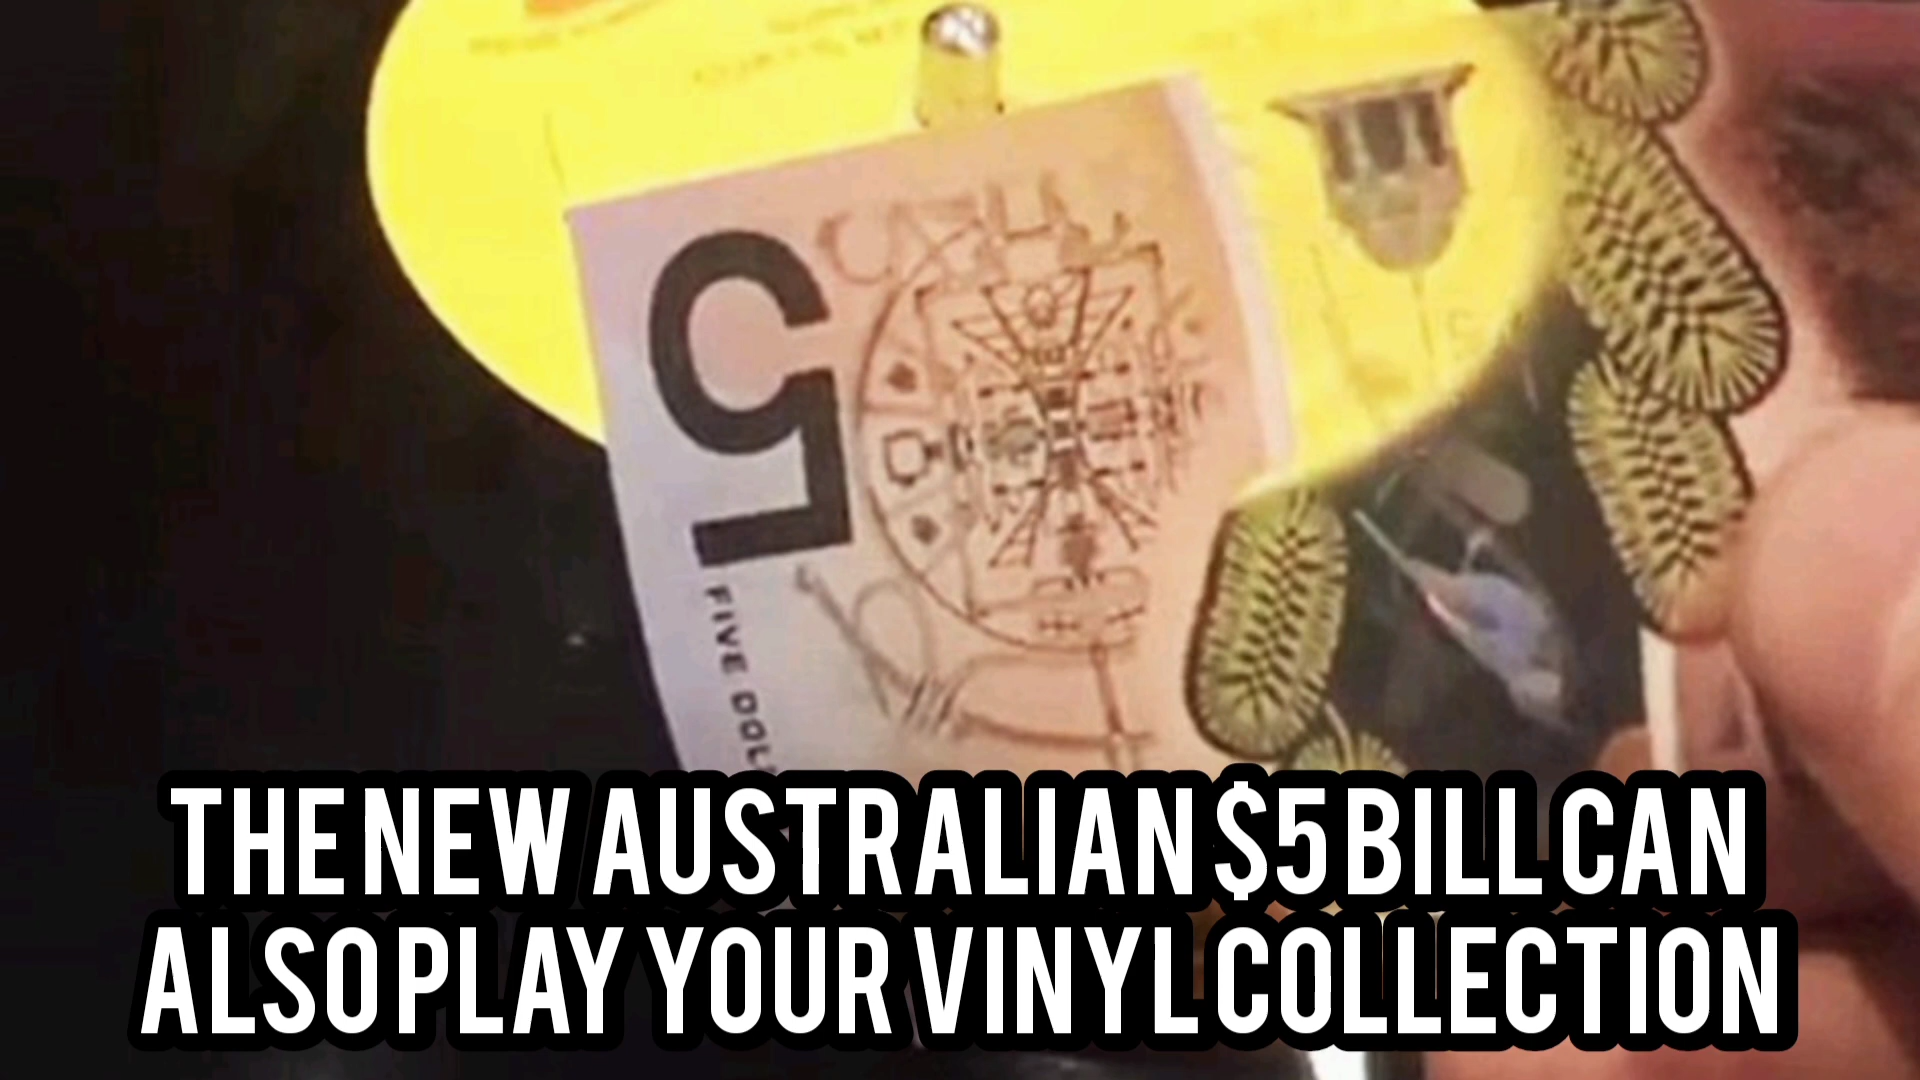 5
FIVE DOL
THE NEW AUSTRALIAN $5 BILL CAN
ALSO PLAY YOUR VINYL COLLECTION